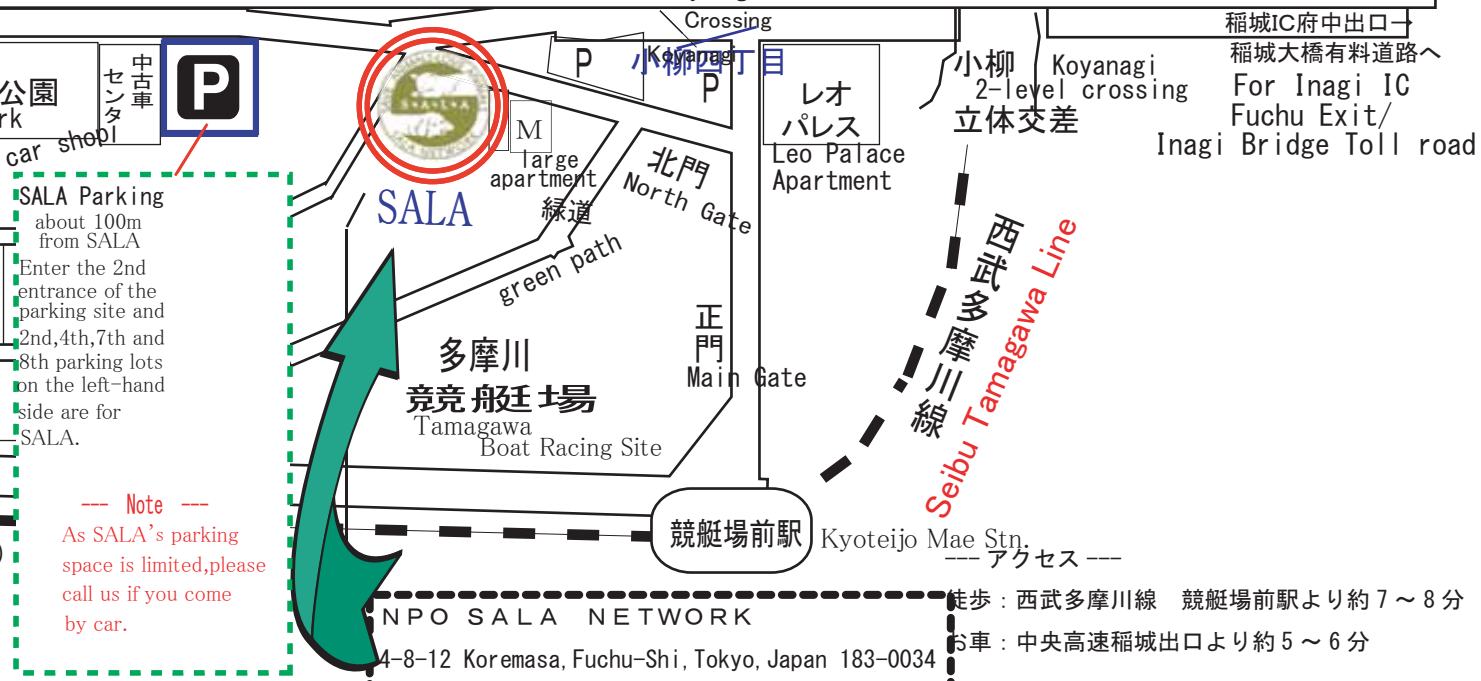 Crossing
Koyanagi
小柳四丁目
稲城IC府中出口→
稲城大橋有料道路へ
For Inagi IC
Fuchu Exit/
Inagi Bridge Toll road
公園
rk
中古車
センター
car shop
P
P
P
S★A★L★A
M
large
apartment
SALA
緑道
green path
北門
North Gate
レオ
パレス
Leo Palace
Apartment
小柳 Koyanagi
2-level crossing
立体交差
西武多摩川線
Seibu Tamagawa Line
正門
Main Gate
多摩川
競艇場
Tamagawa
Boat Racing Site
競艇場前駅
Kyoteijo Mae Stn.
SALA Parking
about 100m
from SALA
Enter the 2nd
entrance of the
parking site and
2nd,4th,7th and
8th parking lots
on the left-hand
side are for
SALA.
--- Note ---
As SALA's parking
space is limited,please
call us if you come
by car.
NPO SALA NETWORK
4-8-12 Koremasa,Fuchu-Shi,Tokyo,Japan 183-0034
--- アクセス ---
徒歩：西武多摩川線 競艇場前駅より約７～８分
お車：中央高速稲城出口より約５～６分